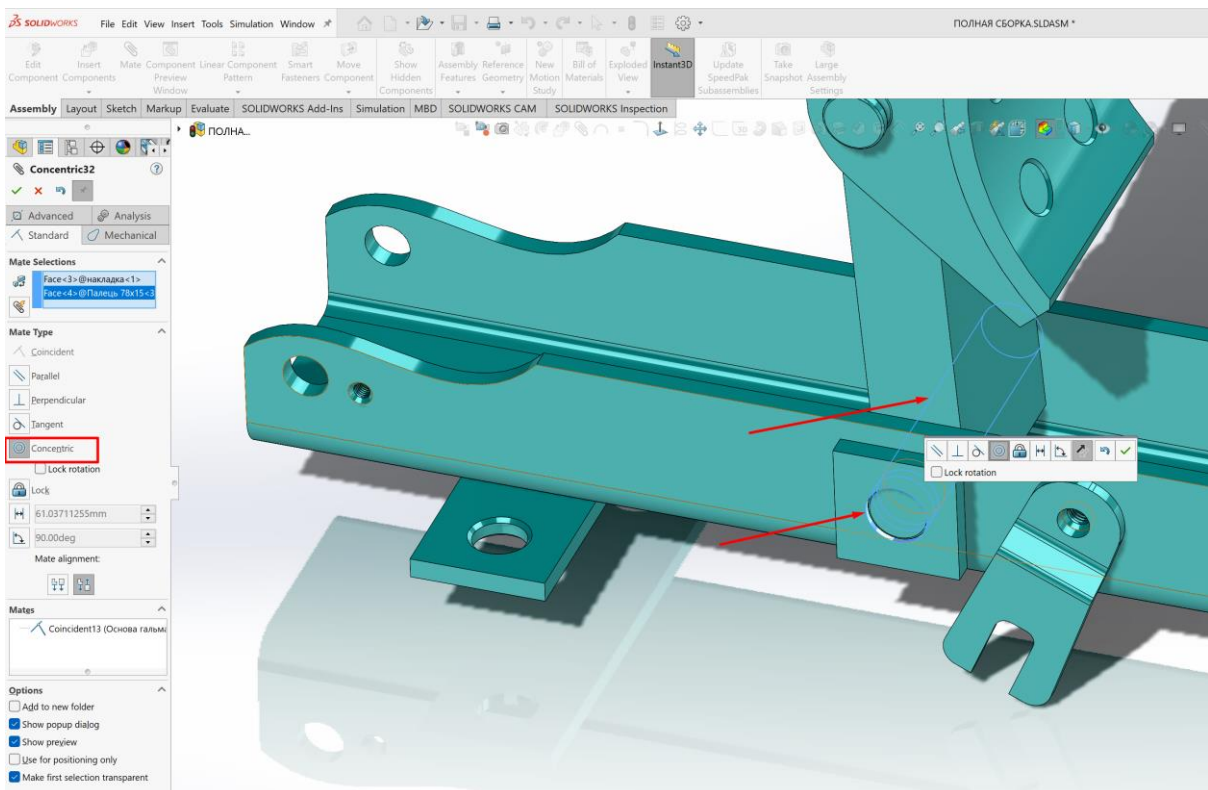 SOLIDWORKS File Edit View Insert Tools Simulation Window ПОЛНАЯ СБОРКА.SLDASM *
Edit Component
Insert Components
Mate
Component Preview Window
Linear Component Pattern
Smart Fasteners
Move Component
Show Hidden Components
Assembly Features
Reference Geometry
New Motion Study
Bill of Materials
Exploded View
Instant3D
Update SpeedPak Subassemblies
Take Snapshot
Large Assembly Settings
Assembly Layout Sketch Markup Evaluate SOLIDWORKS Add-Ins Simulation MBD SOLIDWORKS CAM SOLIDWORKS Inspection
ПОЛНА...
Concentric32
Advanced Analysis
Standard Mechanical
Mate Selections
Face<3>@накладка<1>
Face<4>@Палець 78x15<3
Mate Type
Coincident
Parallel
Perpendicular
Tangent
Concentric
Lock rotation
Lock
61.03711255mm
90.00deg
Mate alignment:
Mates
Coincident13 (Основа гальма
Options
Add to new folder
Show popup dialog
Show preview
Use for positioning only
Make first selection transparent
Lock rotation